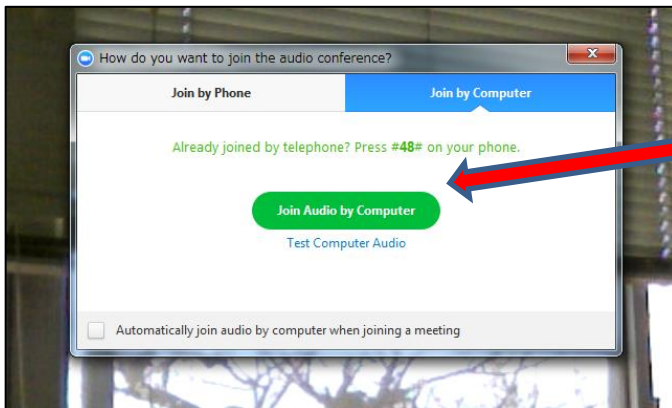 How do you want to join the audio conference?
Join by Phone
Join by Computer
Already joined by telephone? Press #48# on your phone.
Join Audio by Computer
Test Computer Audio
Automatically join audio by computer when joining a meeting